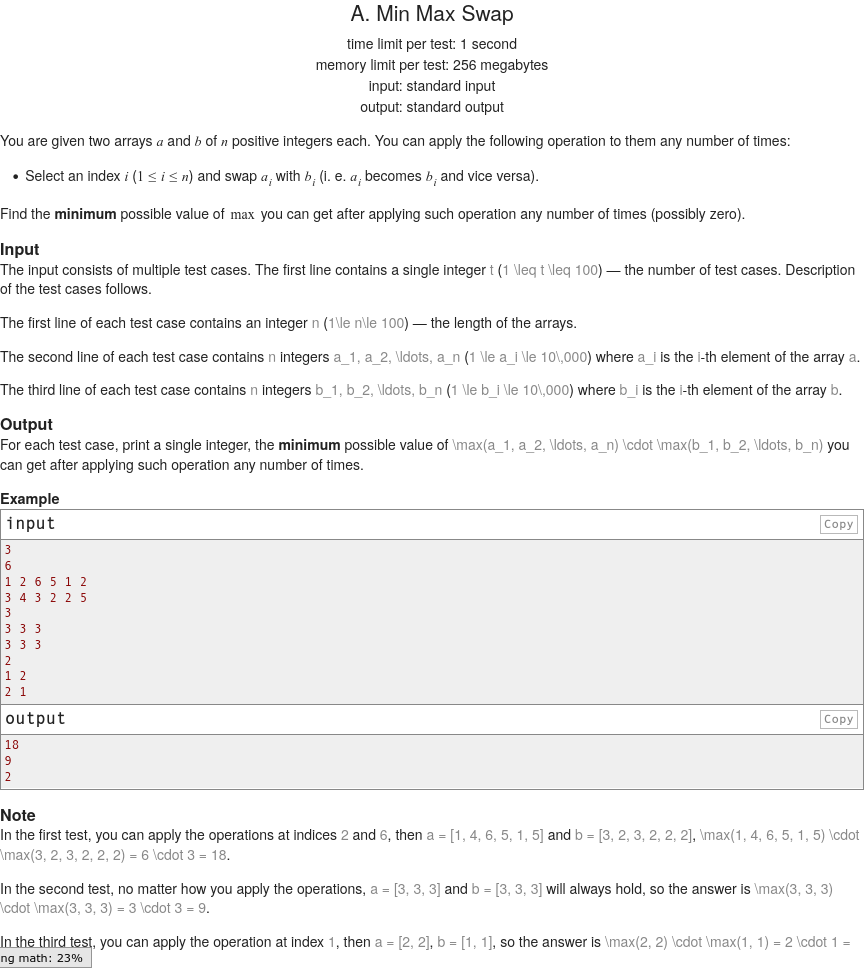 A. Min Max Swap
time limit per test: 1 second
memory limit per test: 256 megabytes
input: standard input
output: standard output
You are given two arrays a and b of n positive integers each. You can apply the following operation to them any number of times:
• Select an index i (1 ≤ i ≤ n) and swap a_i with b_i (i. e. a_i becomes b_i and vice versa).
Find the minimum possible value of max you can get after applying such operation any number of times (possibly zero).
Input
The input consists of multiple test cases. The first line contains a single integer t (1 \leq t \leq 100) — the number of test cases. Description
of the test cases follows.
The first line of each test case contains an integer n (1\le n\le 100) — the length of the arrays.
The second line of each test case contains n integers a_1, a_2, \ldots, a_n (1 \le a_i \le 10\,000) where a_i is the i-th element of the array a.
The third line of each test case contains n integers b_1, b_2, \ldots, b_n (1 \le b_i \le 10\,000) where b_i is the i-th element of the array b.
Output
For each test case, print a single integer, the minimum possible value of \max(a_1, a_2, \ldots, a_n) \cdot \max(b_1, b_2, \ldots, b_n) you
can get after applying such operation any number of times.
Example
input Copy
3
6
1 2 6 5 1 2
3 4 3 2 2 5
3
3 3 3
3 3 3
2
1 2
2 1
output Copy
18
9
2
Note
In the first test, you can apply the operations at indices 2 and 6, then a = [1, 4, 6, 5, 1, 5] and b = [3, 2, 3, 2, 2, 2], \max(1, 4, 6, 5, 1, 5) \cdot
\max(3, 2, 3, 2, 2, 2) = 6 \cdot 3 = 18.
In the second test, no matter how you apply the operations, a = [3, 3, 3] and b = [3, 3, 3] will always hold, so the answer is \max(3, 3, 3)
\cdot \max(3, 3, 3) = 3 \cdot 3 = 9.
In the third test, you can apply the operation at index 1, then a = [2, 2], b = [1, 1], so the answer is \max(2, 2) \cdot \max(1, 1) = 2 \cdot 1 =
ng math: 23%